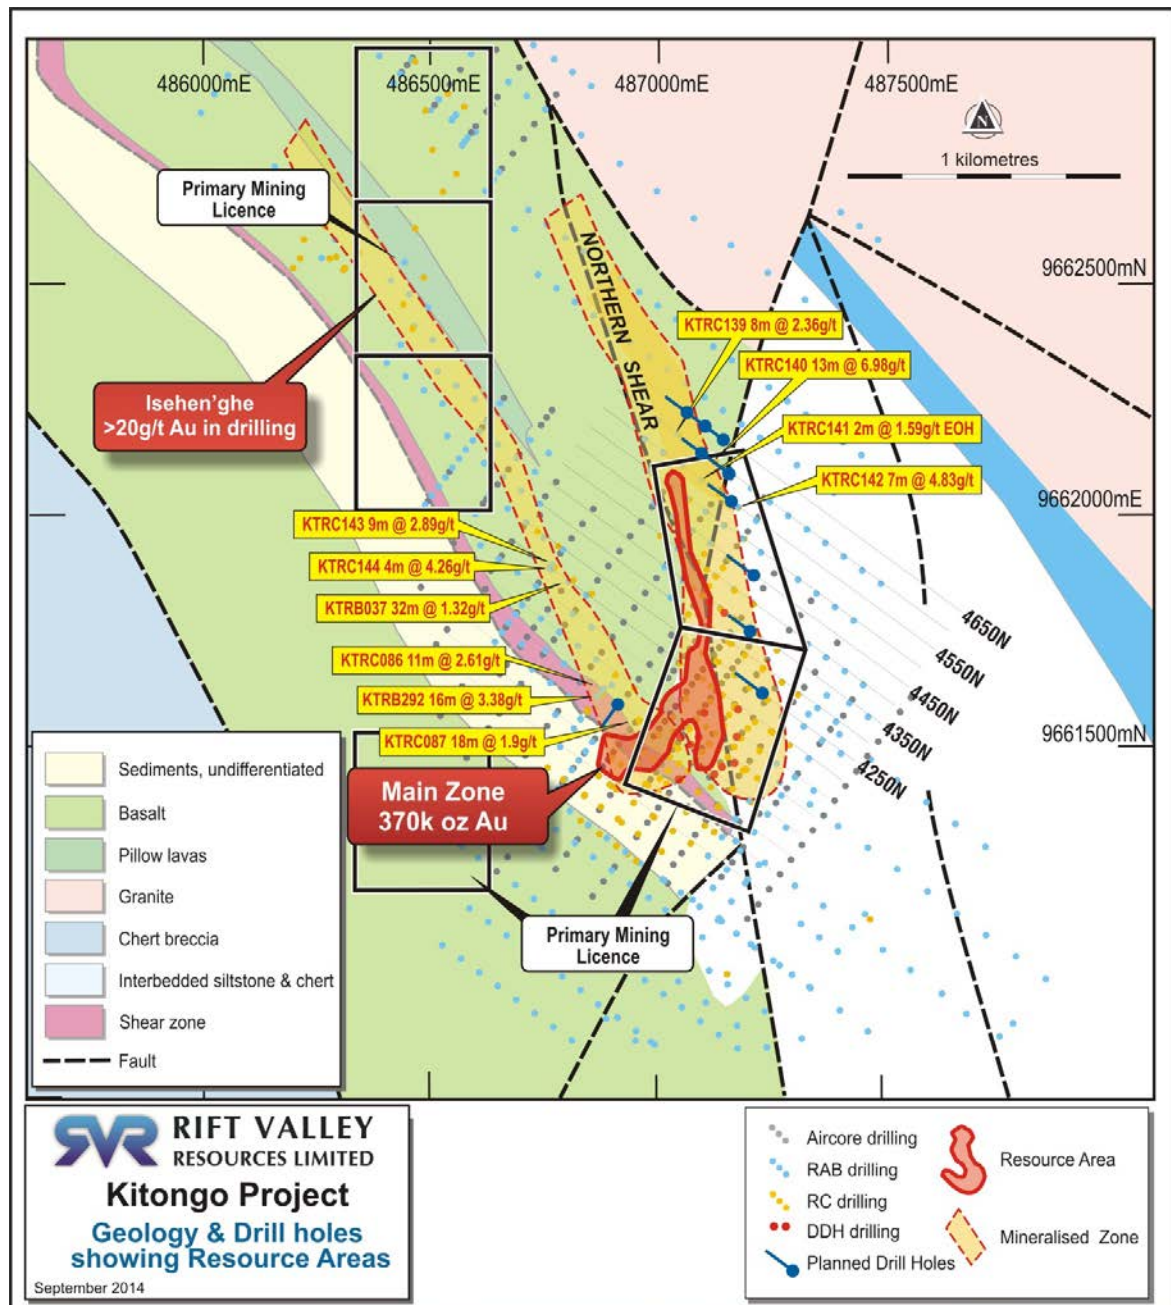 486000mE
486500mE
487000mE
487500mE
N
1 kilometres
Primary Mining
Licence
NORTHERN SHEAR
9662500mN
KTRC139 8m @ 2.36g/t
KTRC140 13m @ 6.98g/t
Isehen'ghe
>20g/t Au in drilling
KTRC141 2m @ 1.59g/t EOH
KTRC142 7m @ 4.83g/t
9662000mE
KTRC143 9m @ 2.89g/t
KTRC144 4m @ 4.26g/t
KTRB037 32m @ 1.32g/t
4650N
4550N
4450N
4350N
4250N
KTRC086 11m @ 2.61g/t
KTRB292 16m @ 3.38g/t
KTRC087 18m @ 1.9g/t
9661500mN
Main Zone
370k oz Au
Primary Mining
Licence
Sediments, undifferentiated
Basalt
Pillow lavas
Granite
Chert breccia
Interbedded siltstone & chert
Shear zone
Fault
SVR RIFT VALLEY
RESOURCES LIMITED
Kitongo Project
Geology & Drill holes
showing Resource Areas
September 2014
Aircore drilling
RAB drilling
RC drilling
DDH drilling
Planned Drill Holes
Resource Area
Mineralised Zone